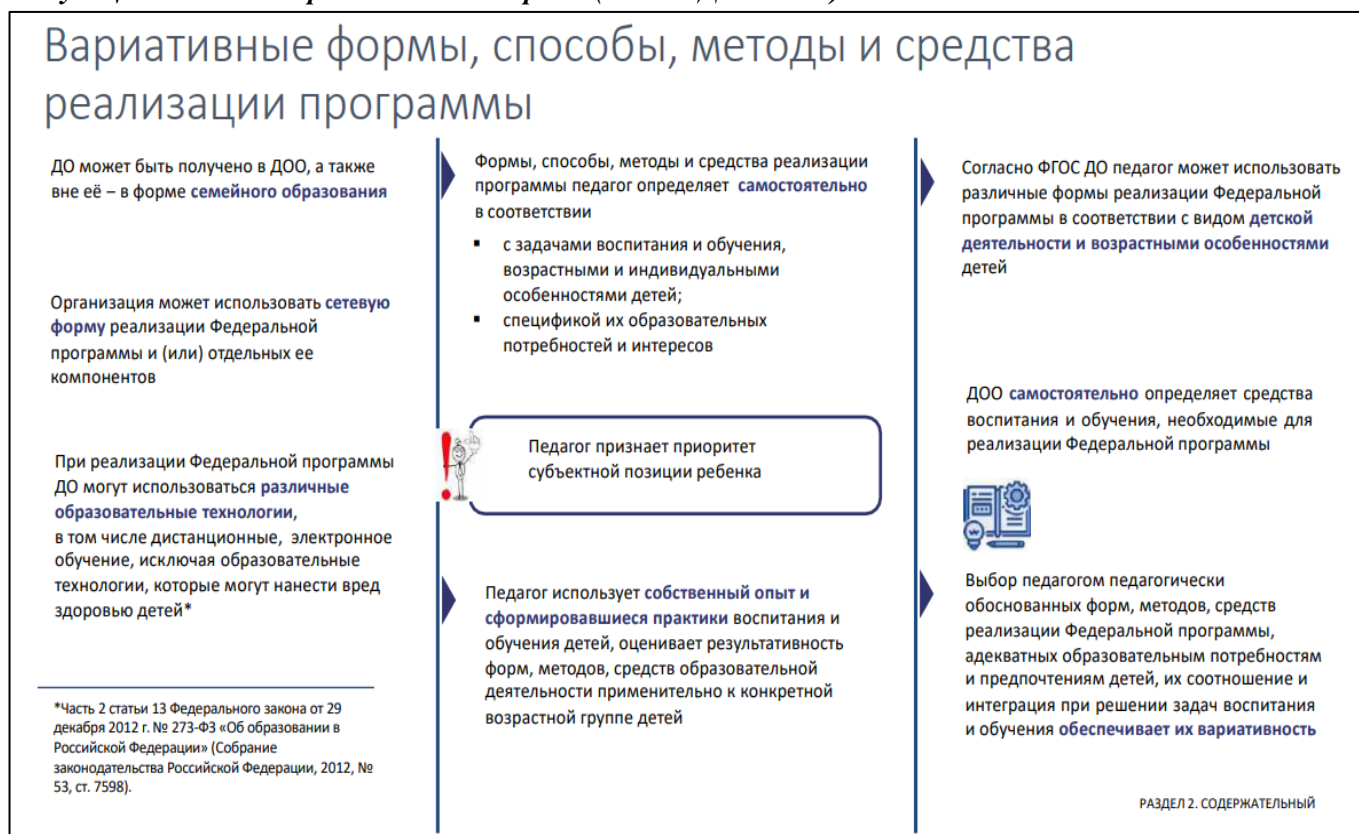 Вариативные формы, способы, методы и средства
реализации программы
ДО может быть получено в ДОО, а также
вне её – в форме семейного образования
Организация может использовать сетевую
форму реализации Федеральной
программы и (или) отдельных ее
компонентов
При реализации Федеральной программы
ДО могут использоваться различные
образовательные технологии,
в том числе дистанционные, электронное
обучение, исключая образовательные
технологии, которые могут нанести вред
здоровью детей*
*Часть 2 статьи 13 Федерального закона от 29
декабря 2012 г. № 273-ФЗ «Об образовании в
Российской Федерации» (Собрание
законодательства Российской Федерации, 2012, №
53, ст. 7598).
Формы, способы, методы и средства реализации
программы педагог определяет самостоятельно
в соответствии
▪ с задачами воспитания и обучения,
возрастными и индивидуальными
особенностями детей;
▪ спецификой их образовательных
потребностей и интересов
Педагог признает приоритет
субъектной позиции ребенка
Педагог использует собственный опыт и
сформировавшиеся практики воспитания и
обучения детей, оценивает результативность
форм, методов, средств образовательной
деятельности применительно к конкретной
возрастной группе детей
Согласно ФГОС ДО педагог может использовать
различные формы реализации Федеральной
программы в соответствии с видом детской
деятельности и возрастными особенностями
детей
ДОО самостоятельно определяет средства
воспитания и обучения, необходимые для
реализации Федеральной программы
Выбор педагогом педагогически
обоснованных форм, методов, средств
реализации Федеральной программы,
адекватных образовательным потребностям
и предпочтениям детей, их соотношение и
интеграция при решении задач воспитания
и обучения обеспечивает их вариативность
РАЗДЕЛ 2. СОДЕРЖАТЕЛЬНЫЙ